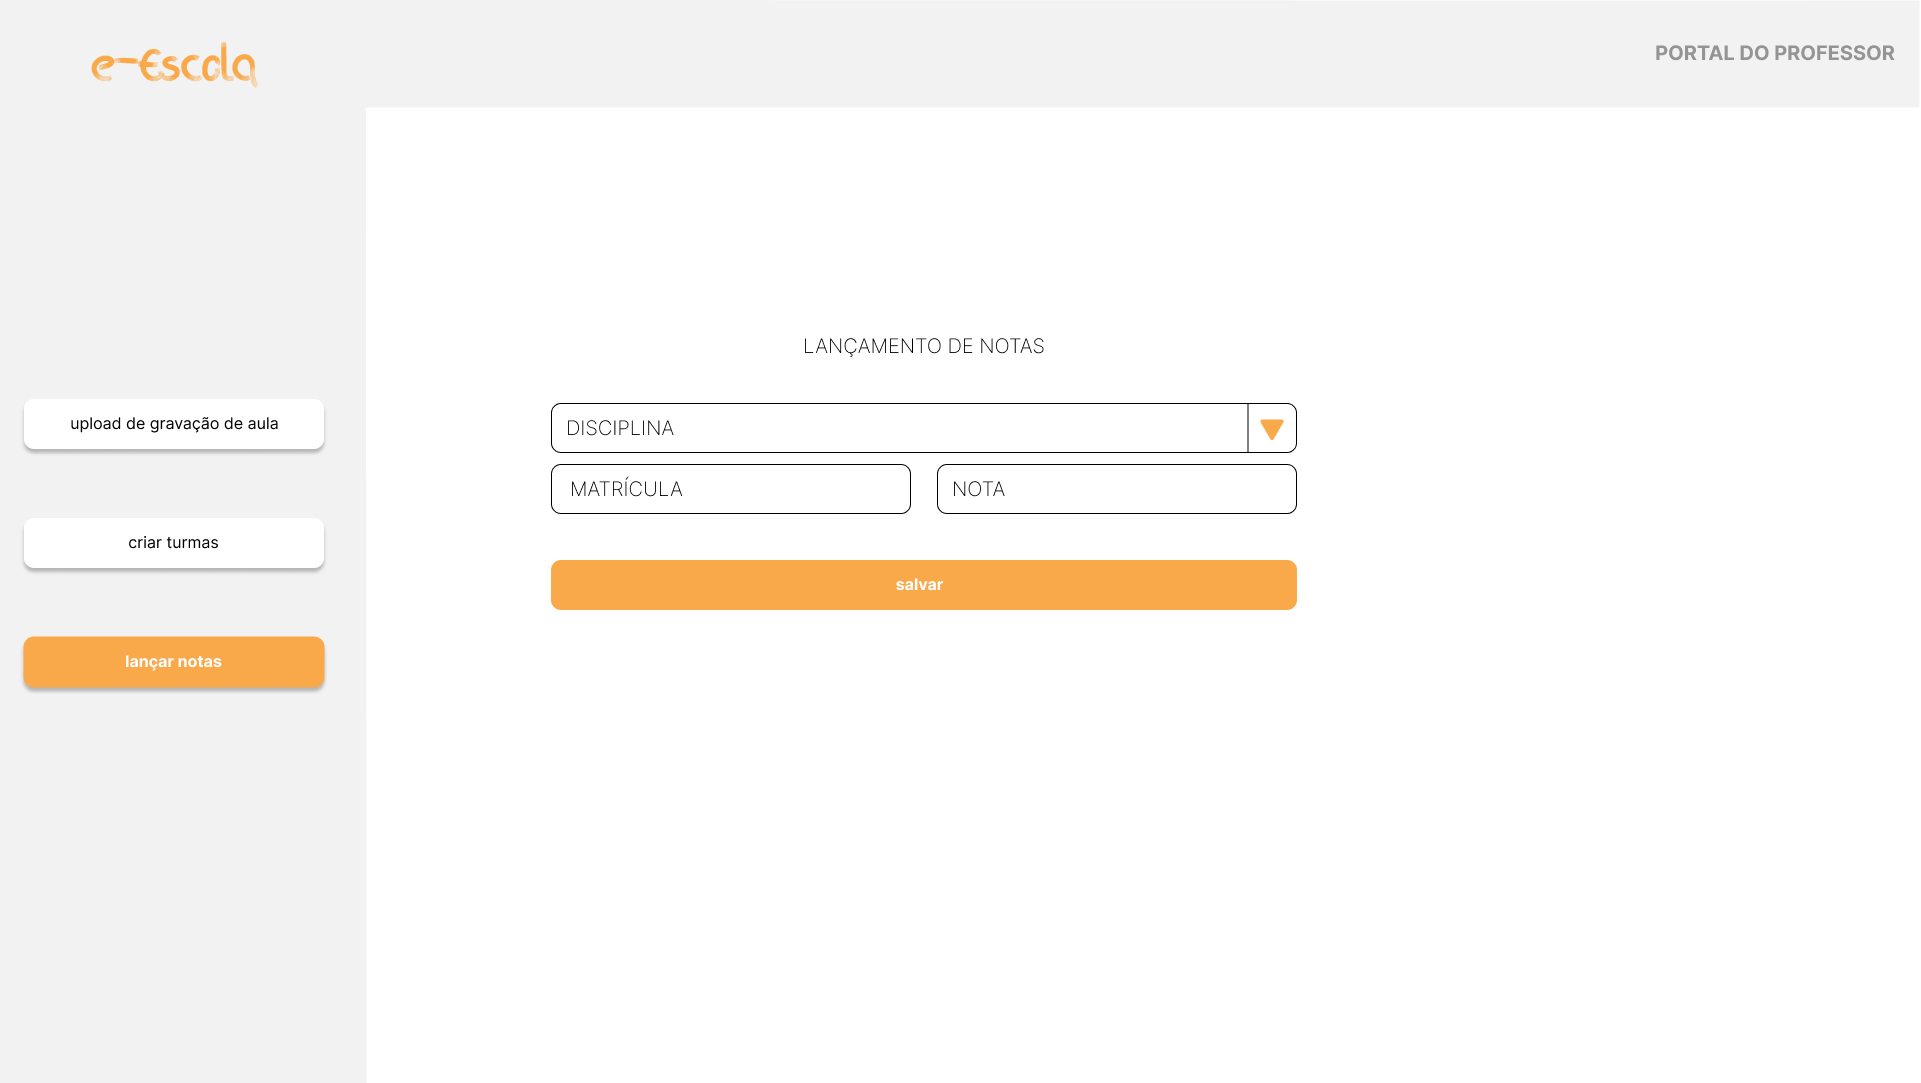 e-Escola
PORTAL DO PROFESSOR
LANÇAMENTO DE NOTAS
DISCIPLINA
MATRÍCULA
NOTA
salvar
upload de gravação de aula
criar turmas
lançar notas